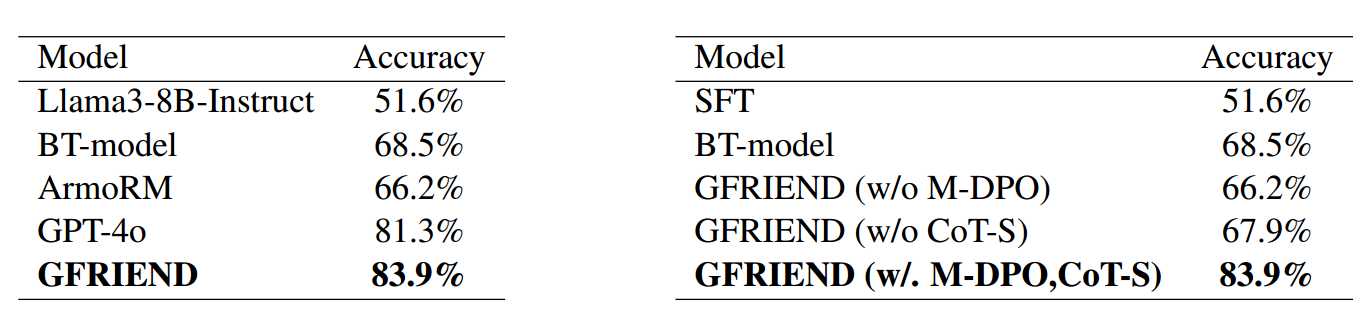 Model Accuracy
Llama3-8B-Instruct 51.6%
BT-model 68.5%
ArmoRM 66.2%
GPT-4o 81.3%
GFRIEND 83.9%
Model Accuracy
SFT 51.6%
BT-model 68.5%
GFRIEND (w/o M-DPO) 66.2%
GFRIEND (w/o CoT-S) 67.9%
GFRIEND (w/. M-DPO,CoT-S) 83.9%